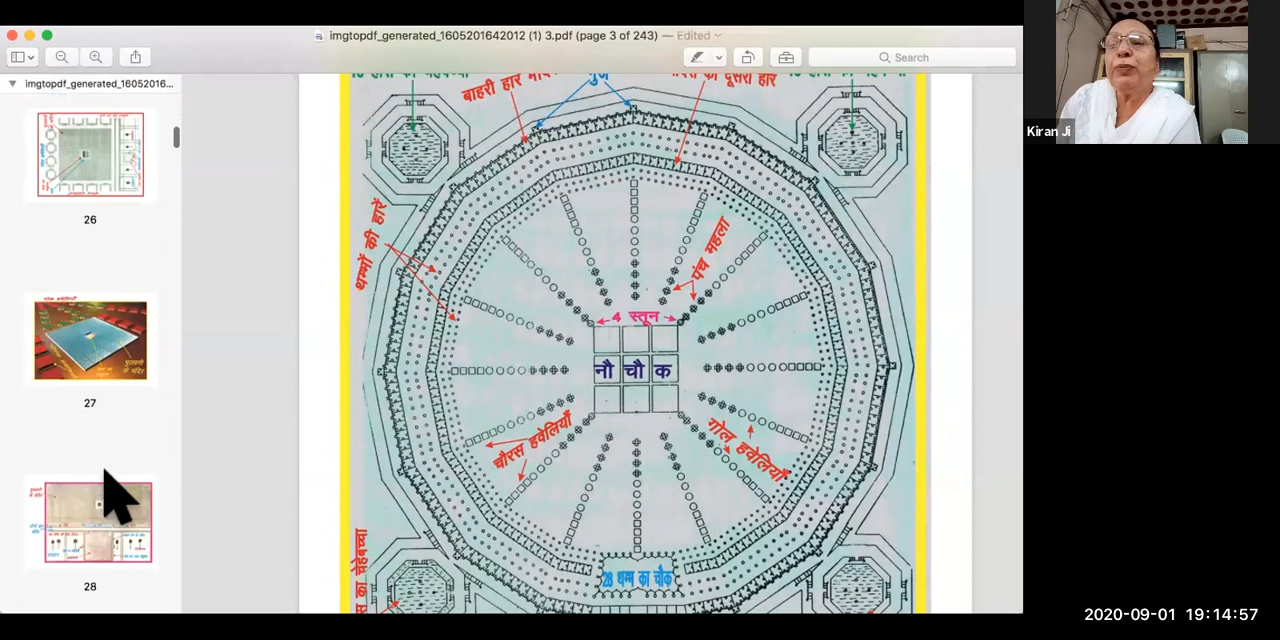 imgtopdf_generated_1605201642012 (1) 3.pdf (page 3 of 243) — Edited
Search
imgtopdf_generated_16052016...
26
27
28
बाहरी हार
की दूसरी हार
थम्भों की हारें
पंच महला
4 स्तून
नौ चौ क
चौरस हवेलियाँ
गोल हवेलियाँ
28 थम्भ का चौक
का चेहेबच्चा
Kiran Ji
2020-09-01 19:14:57